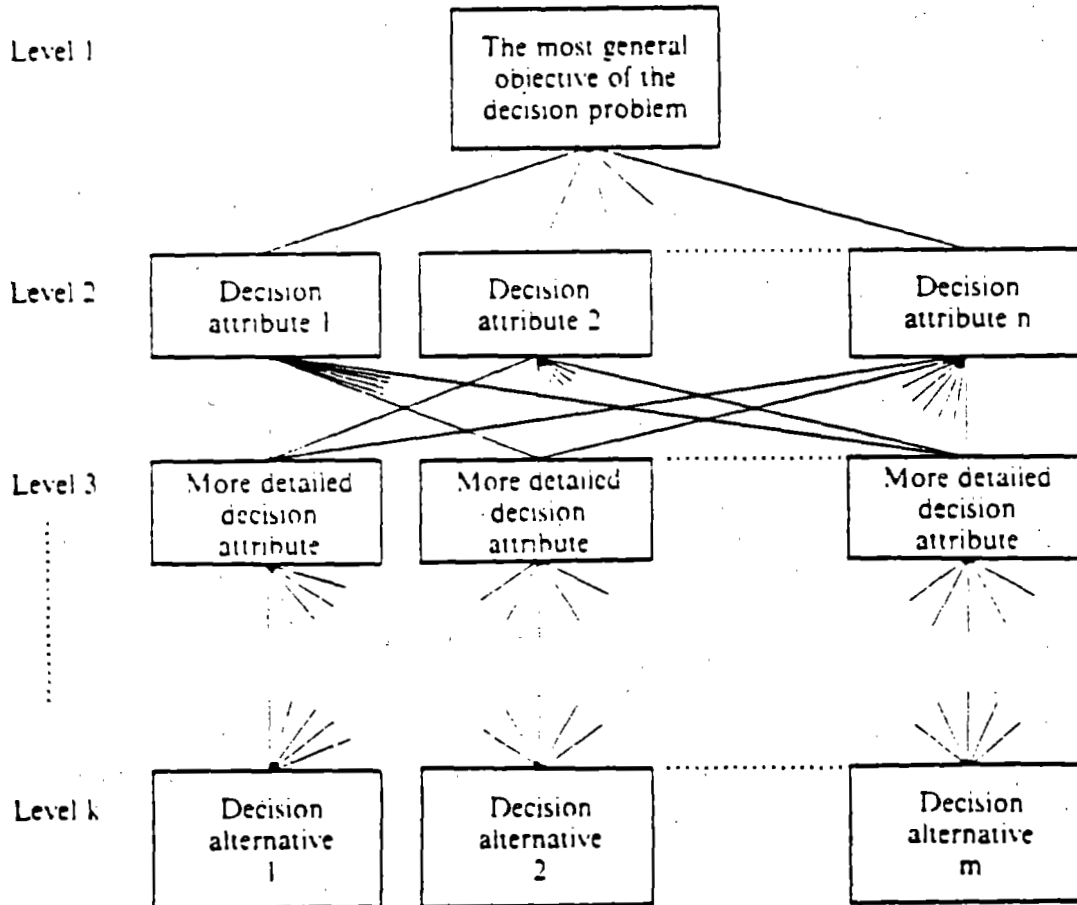 Level 1
The most general
objective of the
decision problem
Level 2
Decision
attribute 1
Decision
attribute 2
Decision
attribute n
Level 3
More detailed
decision
attribute
More detailed
decision
attribute
More detailed
decision
attribute
Level k
Decision
alternative
1
Decision
alternative
2
Decision
alternative
m